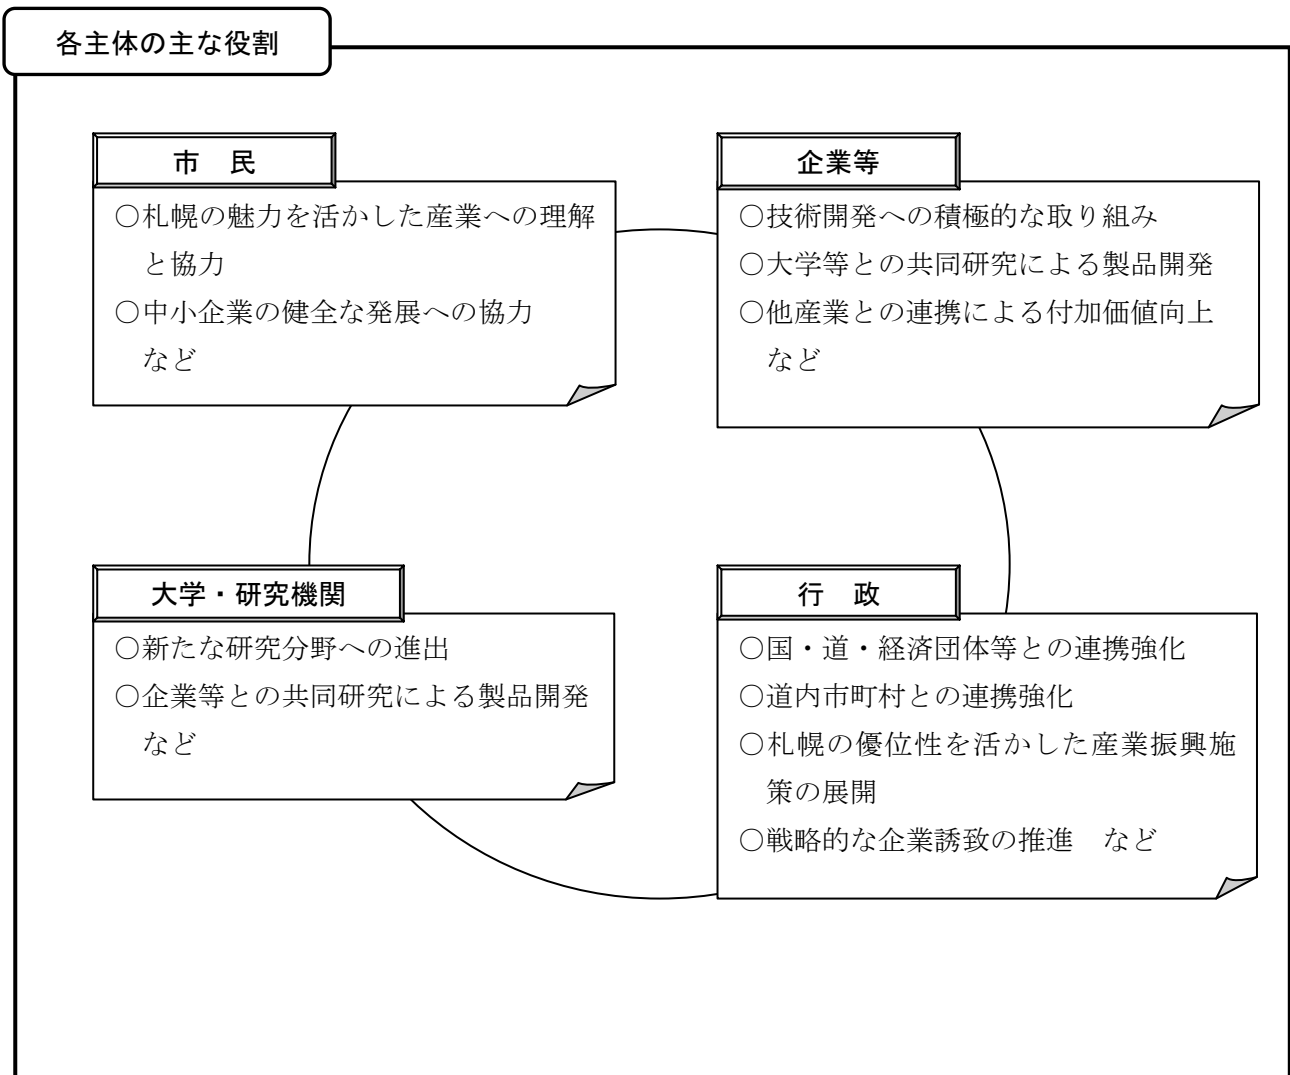 各主体の主な役割
市　民
○札幌の魅力を活かした産業への理解
と協力
○中小企業の健全な発展への協力
など
企業等
○技術開発への積極的な取り組み
○大学等との共同研究による製品開発
○他産業との連携による付加価値向上
など
大学・研究機関
○新たな研究分野への進出
○企業等との共同研究による製品開発
など
行　政
○国・道・経済団体等との連携強化
○道内市町村との連携強化
○札幌の優位性を活かした産業振興施
策の展開
○戦略的な企業誘致の推進　など